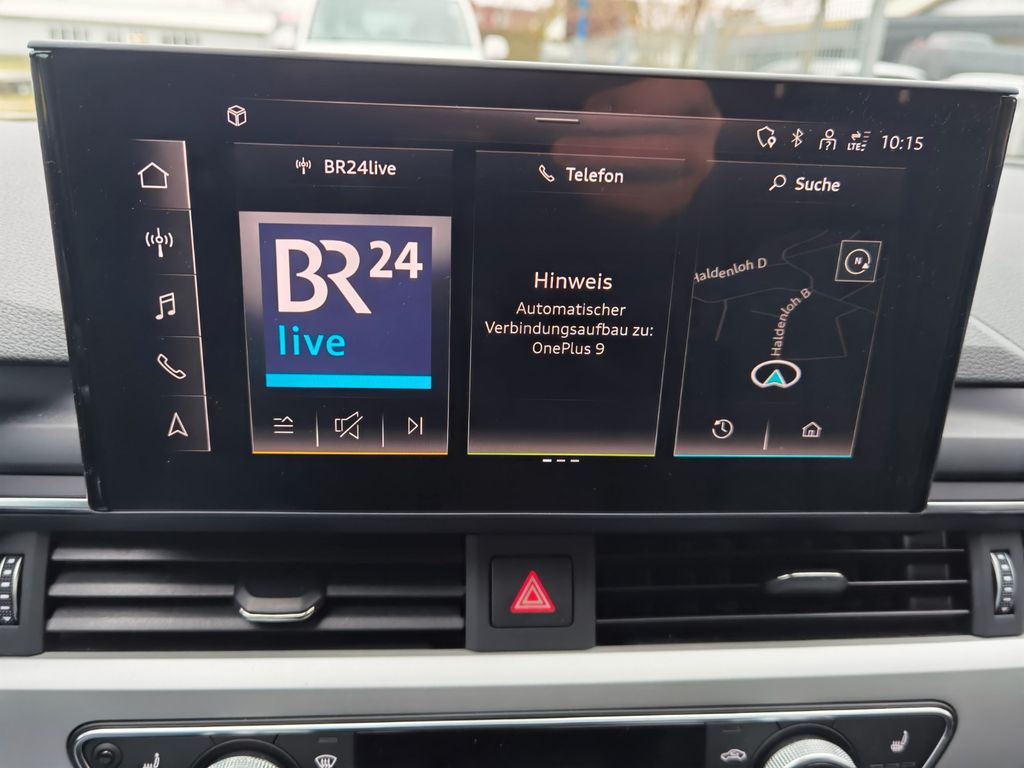 LTE
10:15
BR24live
BR24
live
Telefon
Hinweis
Automatischer
Verbindungsaufbau zu:
OnePlus 9
Suche
N
Haldenloh D
Haldenloh B